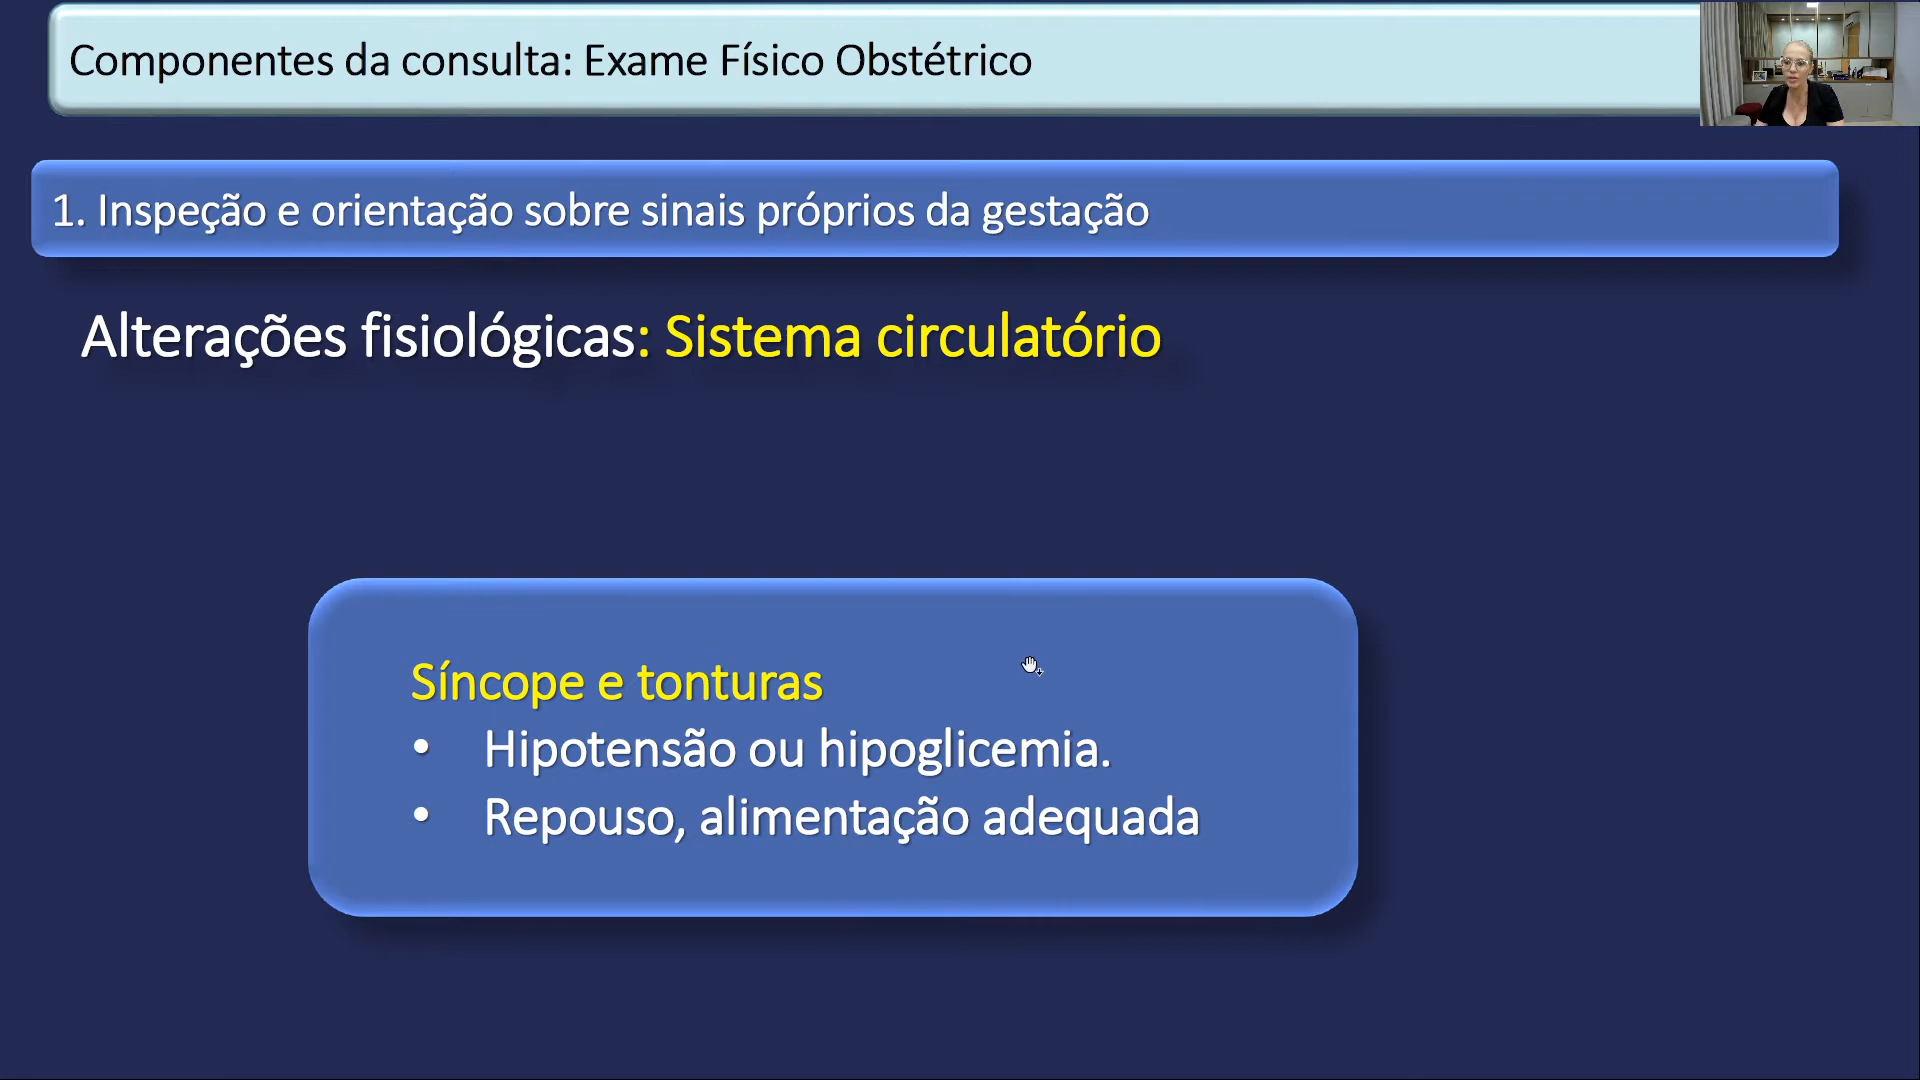 Componentes da consulta: Exame Físico Obstétrico
1. Inspeção e orientação sobre sinais próprios da gestação
Alterações fisiológicas: Sistema circulatório
Síncope e tonturas
• Hipotensão ou hipoglicemia.
• Repouso, alimentação adequada